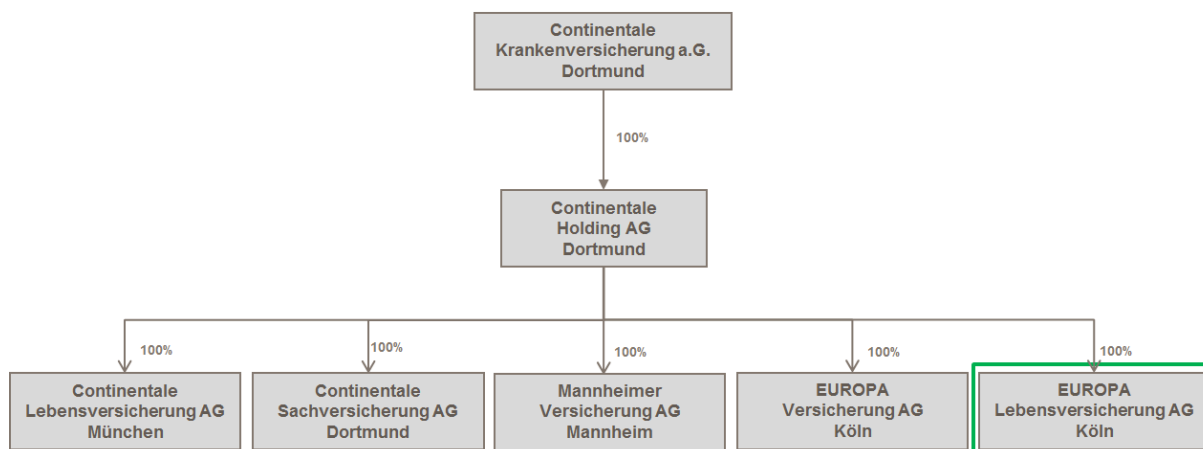 Continentale
Krankenversicherung a.G.
Dortmund
100%
Continentale
Holding AG
Dortmund
100%
100%
100%
100%
100%
Continentale
Lebensversicherung AG
München
Continentale
Sachversicherung AG
Dortmund
Mannheimer
Versicherung AG
Mannheim
EUROPA
Versicherung AG
Köln
EUROPA
Lebensversicherung AG
Köln